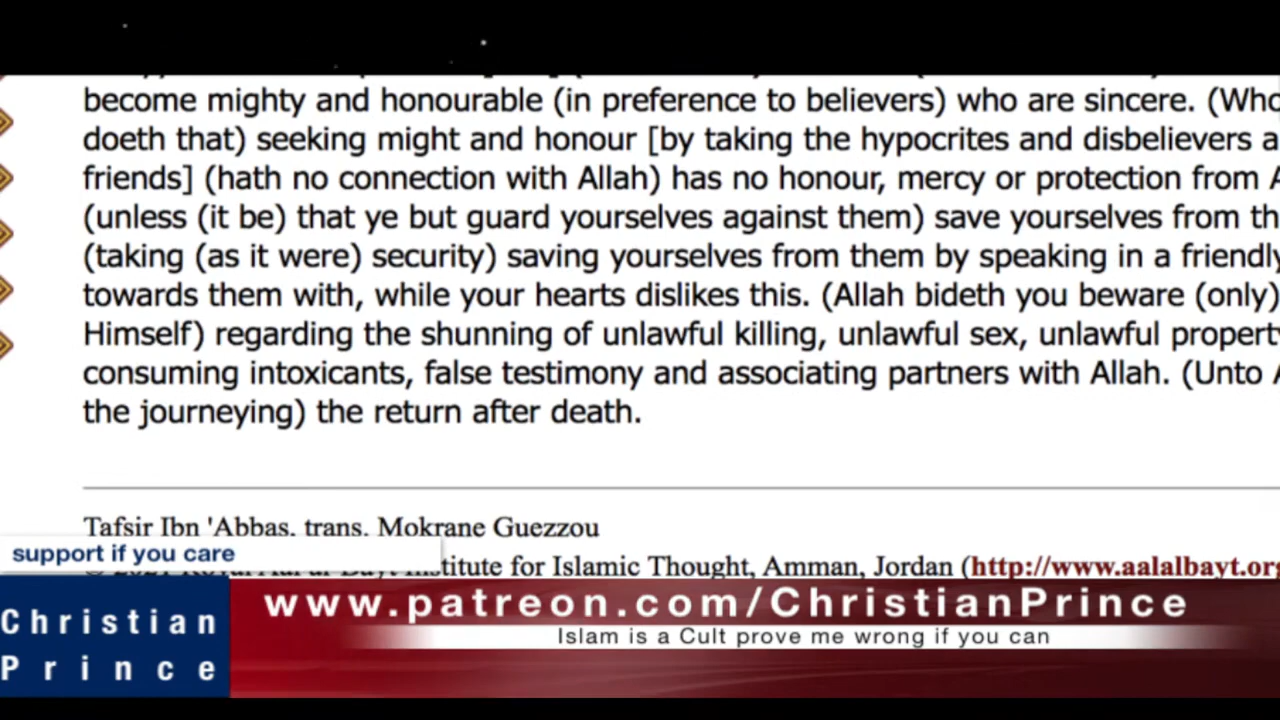 become mighty and honourable (in preference to believers) who are sincere. (Who
doeth that) seeking might and honour [by taking the hypocrites and disbelievers a
friends] (hath no connection with Allah) has no honour, mercy or protection from A
(unless (it be) that ye but guard yourselves against them) save yourselves from th
(taking (as it were) security) saving yourselves from them by speaking in a friendly
towards them with, while your hearts dislikes this. (Allah bideth you beware (only)
Himself) regarding the shunning of unlawful killing, unlawful sex, unlawful property
consuming intoxicants, false testimony and associating partners with Allah. (Unto A
the journeying) the return after death.
Tafsir Ibn 'Abbas, trans. Mokrane Guezzou
support if you care
titute for Islamic Thought, Amman, Jordan (http://www.aalalbayt.org
www.patreon.com/ChristianPrince
Islam is a Cult prove me wrong if you can
Christian
Prince